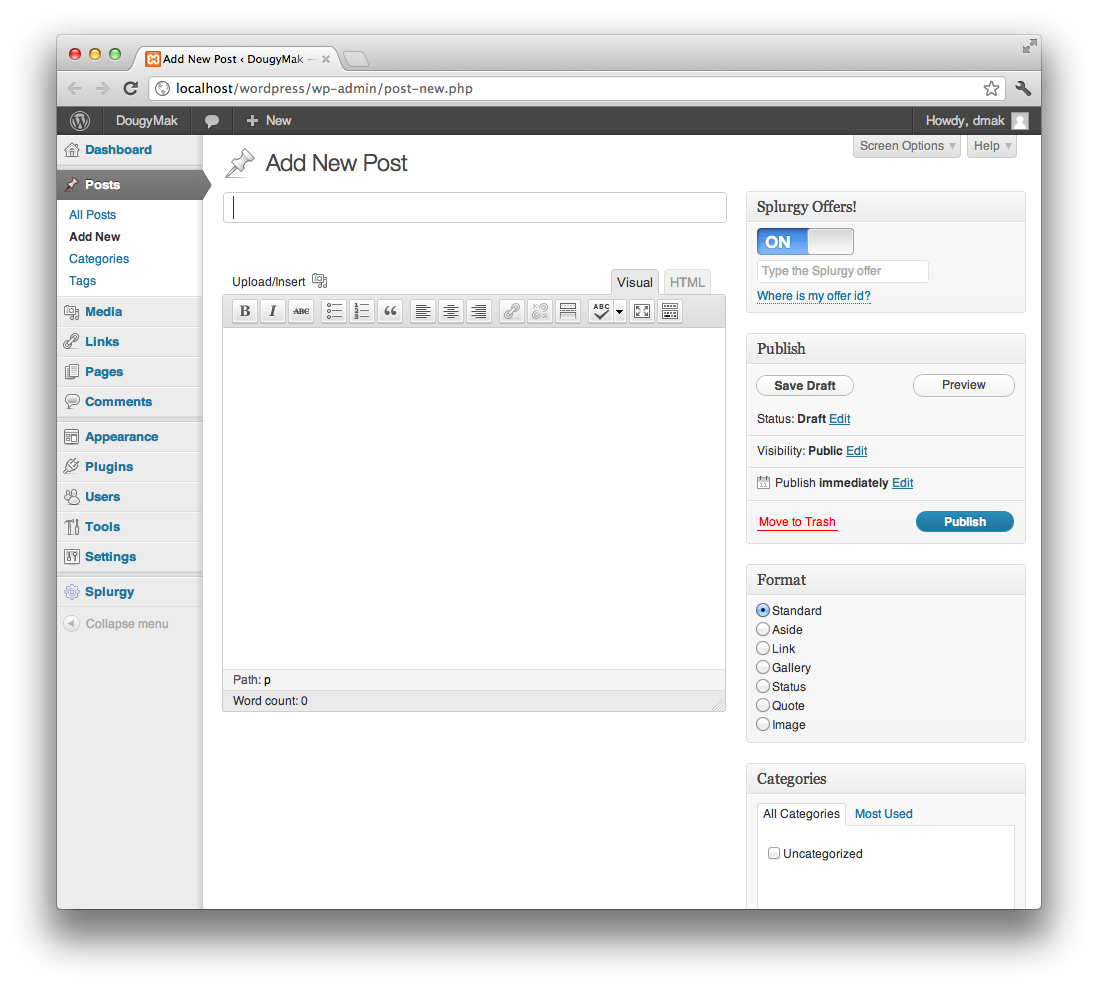 Add New Post ‹ DougyMak —
localhost/wordpress/wp-admin/post-new.php
DougyMak
New
Howdy, dmak
Dashboard
Posts
All Posts
Add New
Categories
Tags
Media
Links
Pages
Comments
Appearance
Plugins
Users
Tools
Settings
Splurgy
Collapse menu
Screen Options
Help
Add New Post
Upload/Insert
Visual
HTML
B I ABC
ABC
Path: p
Word count: 0
Splurgy Offers!
ON
Type the Splurgy offer
Where is my offer id?
Publish
Save Draft
Preview
Status: Draft Edit
Visibility: Public Edit
Publish immediately Edit
Move to Trash
Publish
Format
Standard
Aside
Link
Gallery
Status
Quote
Image
Categories
All Categories
Most Used
Uncategorized